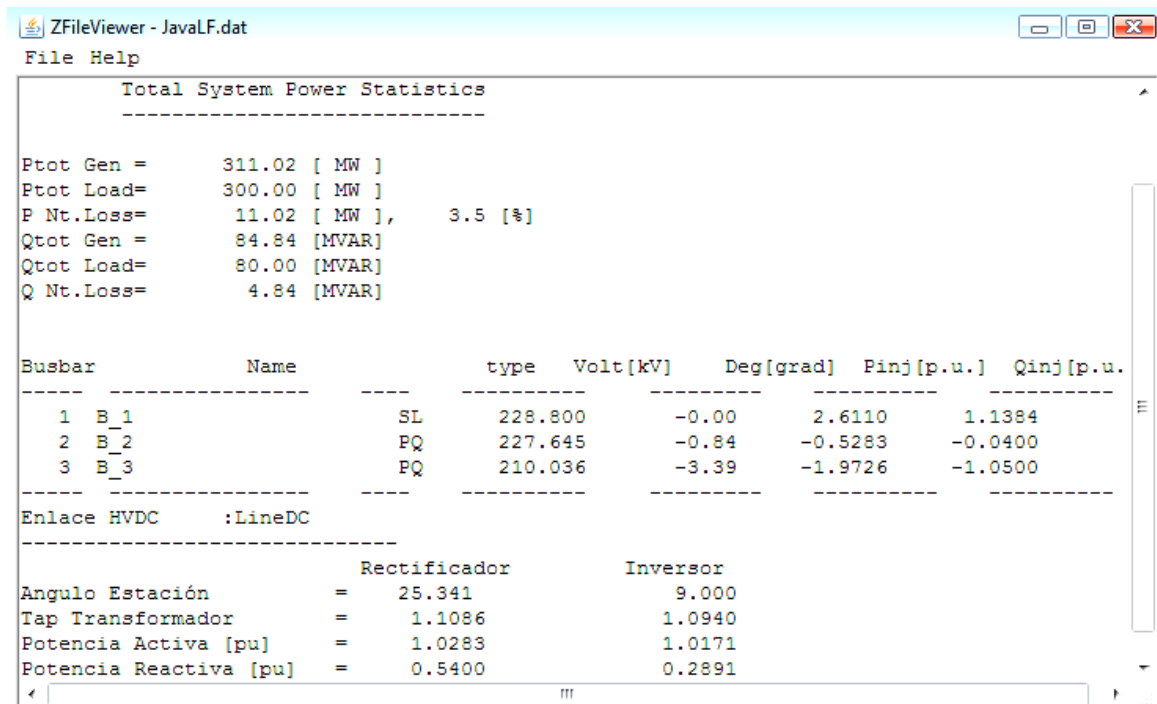 ZFileViewer - JavaLF.dat
File Help
Total System Power Statistics
-----------------------------
Ptot Gen = 311.02 [ MW ]
Ptot Load= 300.00 [ MW ]
P Nt.Loss= 11.02 [ MW ], 3.5 [%]
Qtot Gen = 84.84 [MVAR]
Qtot Load= 80.00 [MVAR]
Q Nt.Loss= 4.84 [MVAR]
Busbar Name type Volt[kV] Deg[grad] Pinj[p.u.] Qinj[p.u.
----- ---------------- ---- ---------- --------- ---------- ----------
1 B_1 SL 228.800 -0.00 2.6110 1.1384
2 B_2 PQ 227.645 -0.84 -0.5283 -0.0400
3 B_3 PQ 210.036 -3.39 -1.9726 -1.0500
----- ---------------- ---- ---------- --------- ---------- ----------
Enlace HVDC :LineDC
------------------------------
Rectificador Inversor
Angulo Estación = 25.341 9.000
Tap Transformador = 1.1086 1.0940
Potencia Activa [pu] = 1.0283 1.0171
Potencia Reactiva [pu] = 0.5400 0.2891